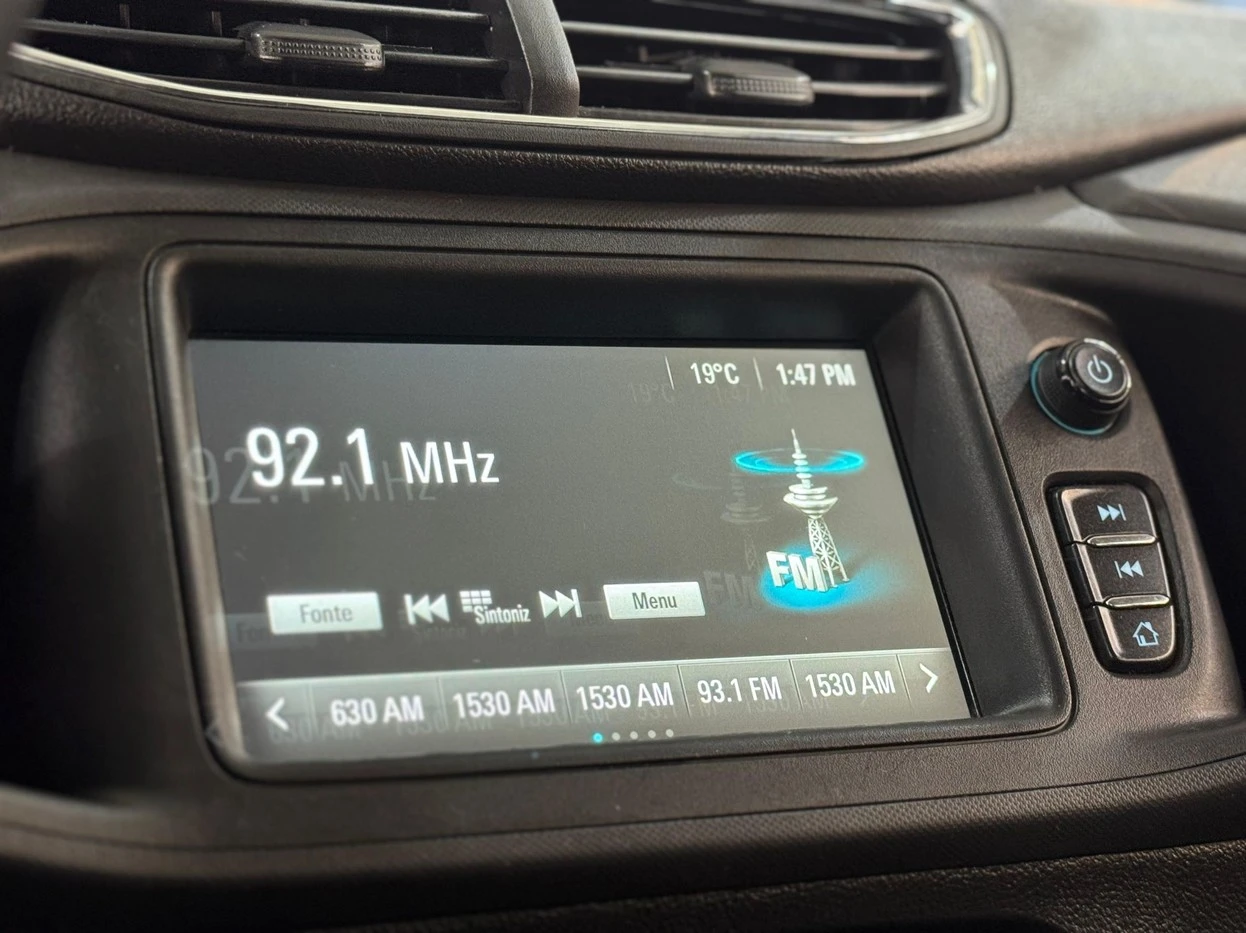 19°C 1:47 PM
92.1 MHz
FM
Fonte Sintoniz Menu
630 AM 1530 AM 1530 AM 93.1 FM 1530 AM